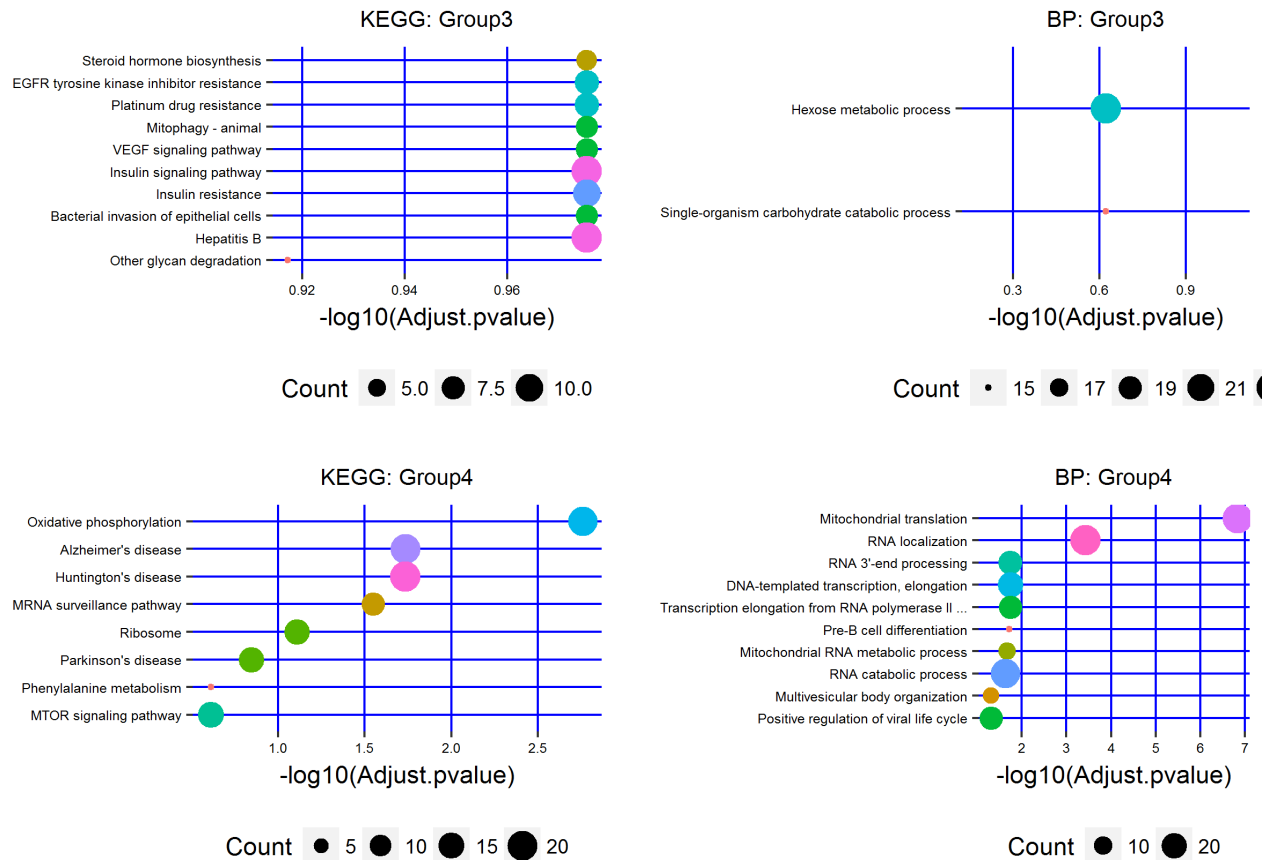 KEGG: Group3
Steroid hormone biosynthesis
EGFR tyrosine kinase inhibitor resistance
Platinum drug resistance
Mitophagy - animal
VEGF signaling pathway
Insulin signaling pathway
Insulin resistance
Bacterial invasion of epithelial cells
Hepatitis B
Other glycan degradation
0.92 0.94 0.96
-log10(Adjust.pvalue)
Count 5.0 7.5 10.0
BP: Group3
Hexose metabolic process
Single-organism carbohydrate catabolic process
0.3 0.6 0.9
-log10(Adjust.pvalue)
Count 15 17 19 21
KEGG: Group4
Oxidative phosphorylation
Alzheimer's disease
Huntington's disease
MRNA surveillance pathway
Ribosome
Parkinson's disease
Phenylalanine metabolism
MTOR signaling pathway
1.0 1.5 2.0 2.5
-log10(Adjust.pvalue)
Count 5 10 15 20
BP: Group4
Mitochondrial translation
RNA localization
RNA 3'-end processing
DNA-templated transcription, elongation
Transcription elongation from RNA polymerase II ...
Pre-B cell differentiation
Mitochondrial RNA metabolic process
RNA catabolic process
Multivesicular body organization
Positive regulation of viral life cycle
2 3 4 5 6 7
-log10(Adjust.pvalue)
Count 10 20